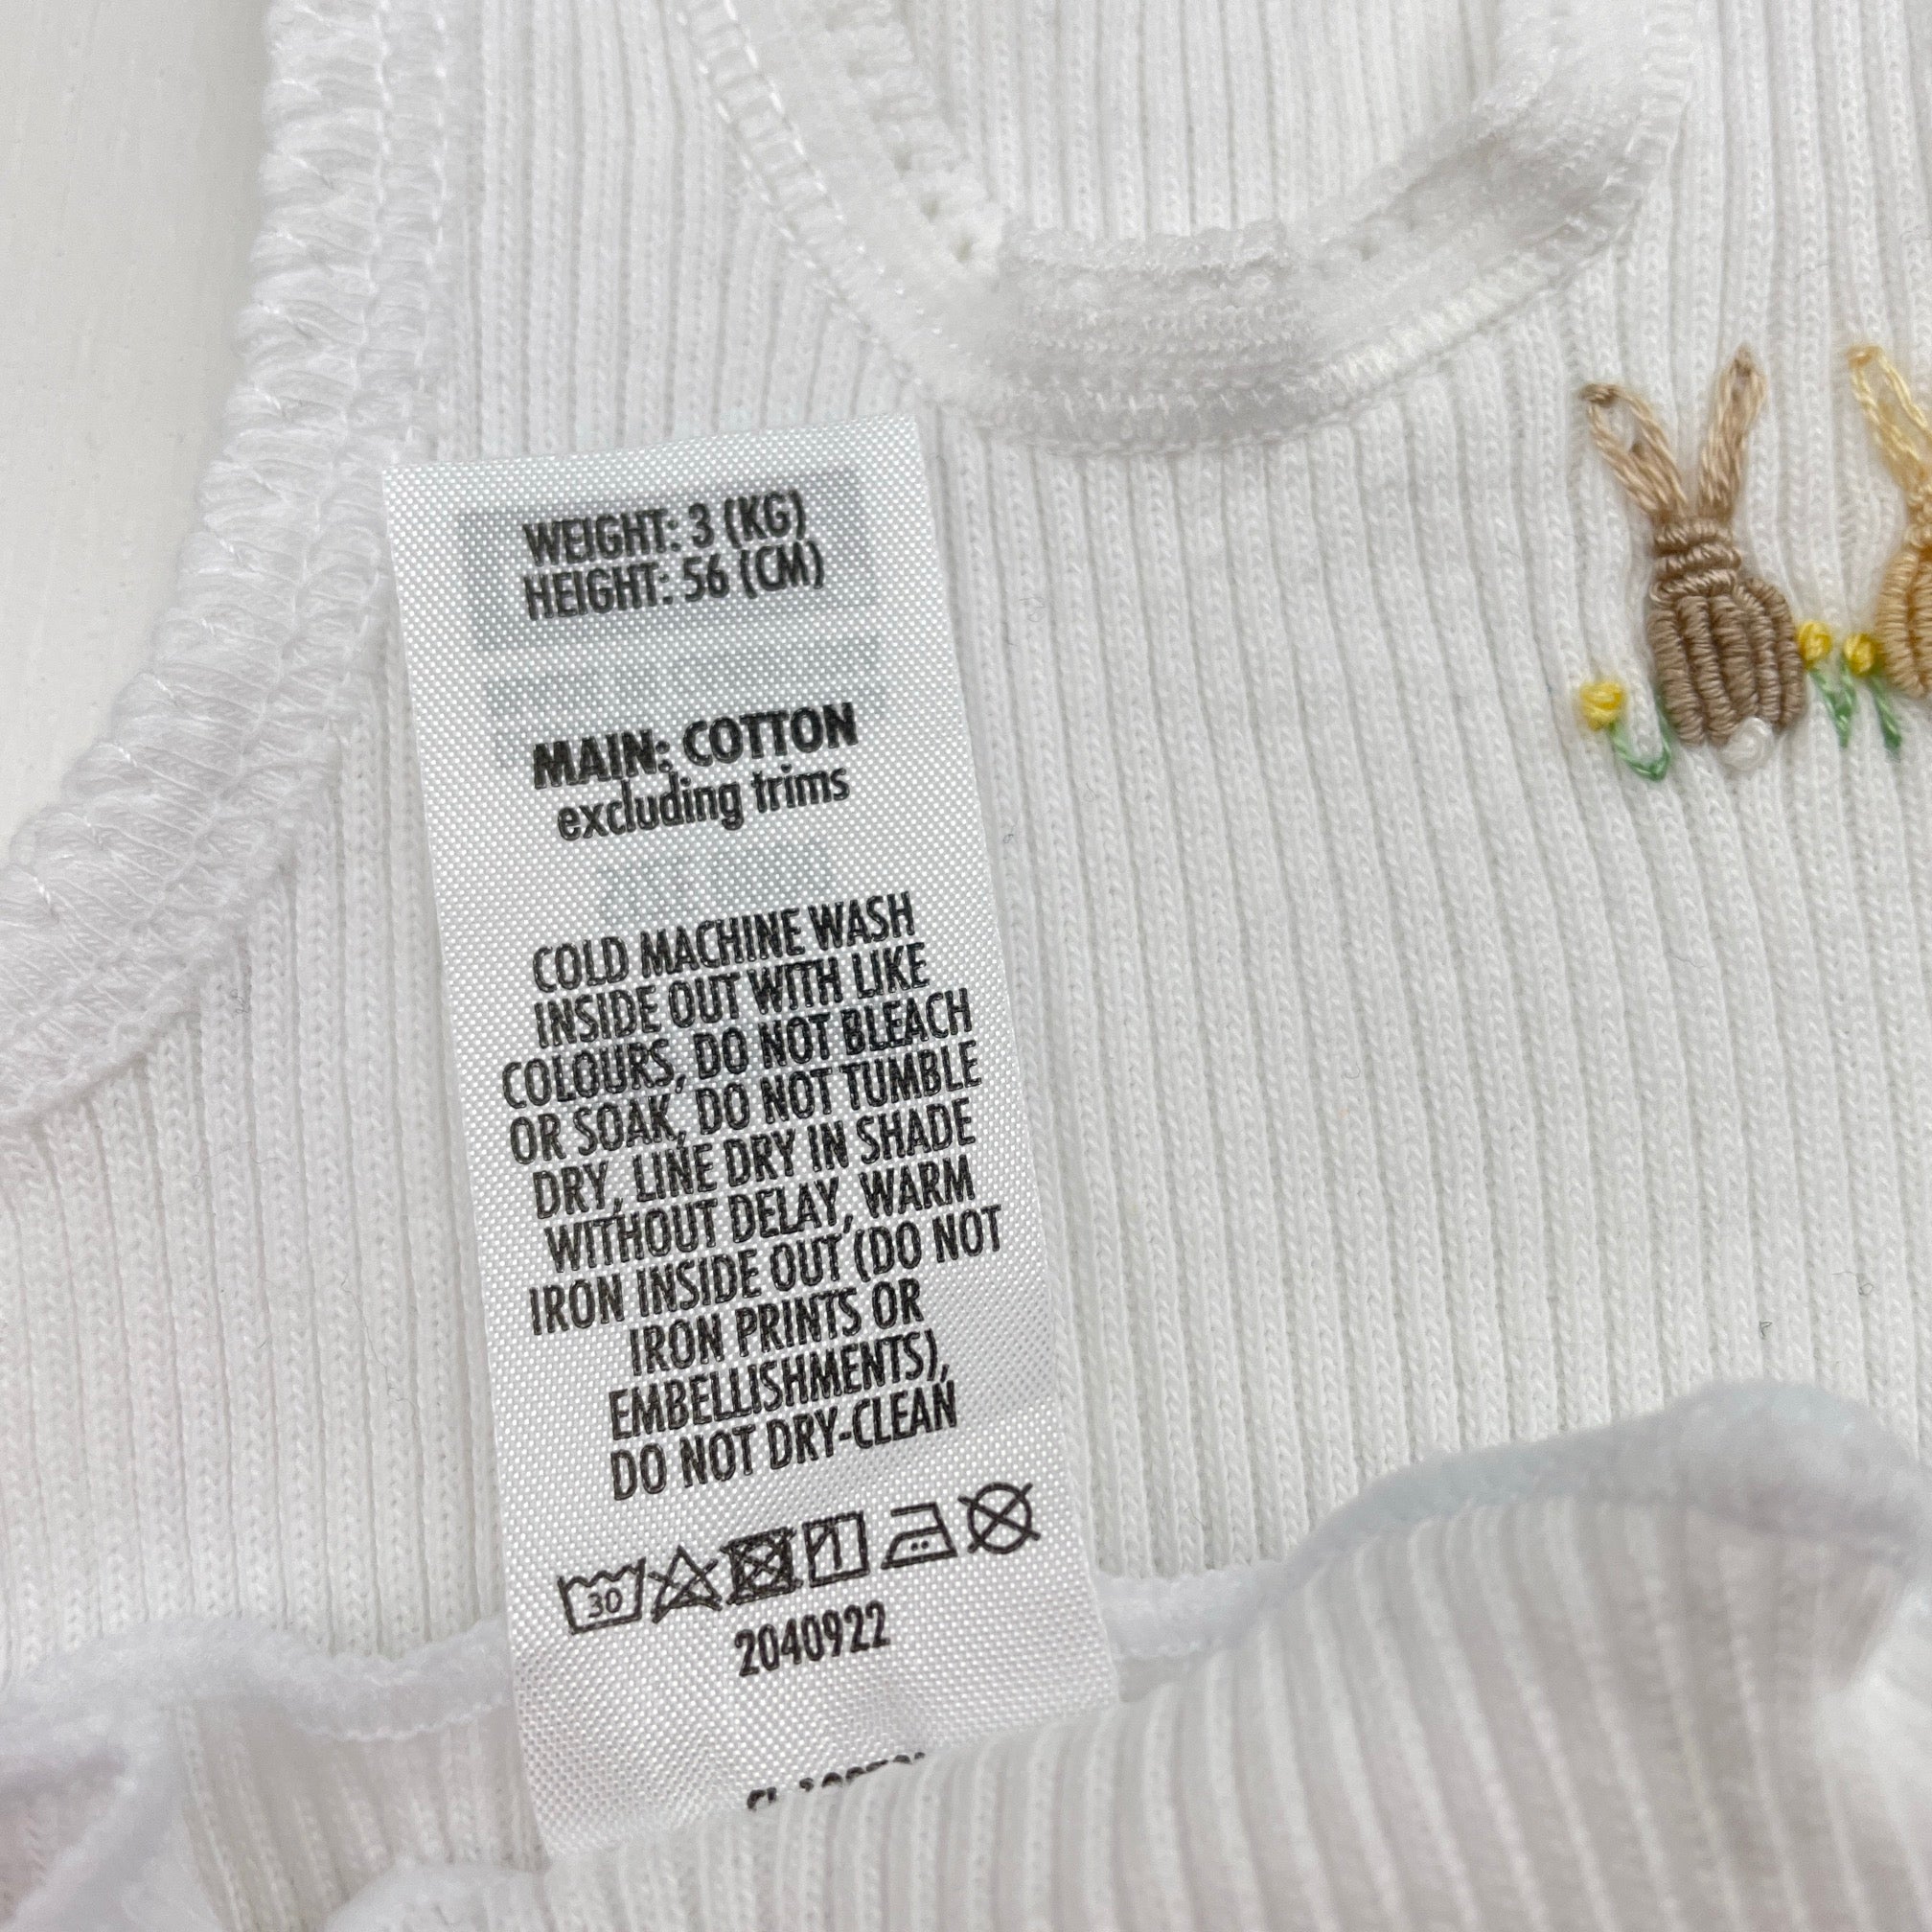 WEIGHT: 3 (KG)
HEIGHT: 56 (CM)
MAIN: COTTON
excluding trims
COLD MACHINE WASH
INSIDE OUT WITH LIKE
COLOURS, DO NOT BLEACH
OR SOAK, DO NOT TUMBLE
DRY, LINE DRY IN SHADE
WITHOUT DELAY, WARM
IRON INSIDE OUT (DO NOT
IRON PRINTS OR
EMBELLISHMENTS),
DO NOT DRY-CLEAN
30
2040922